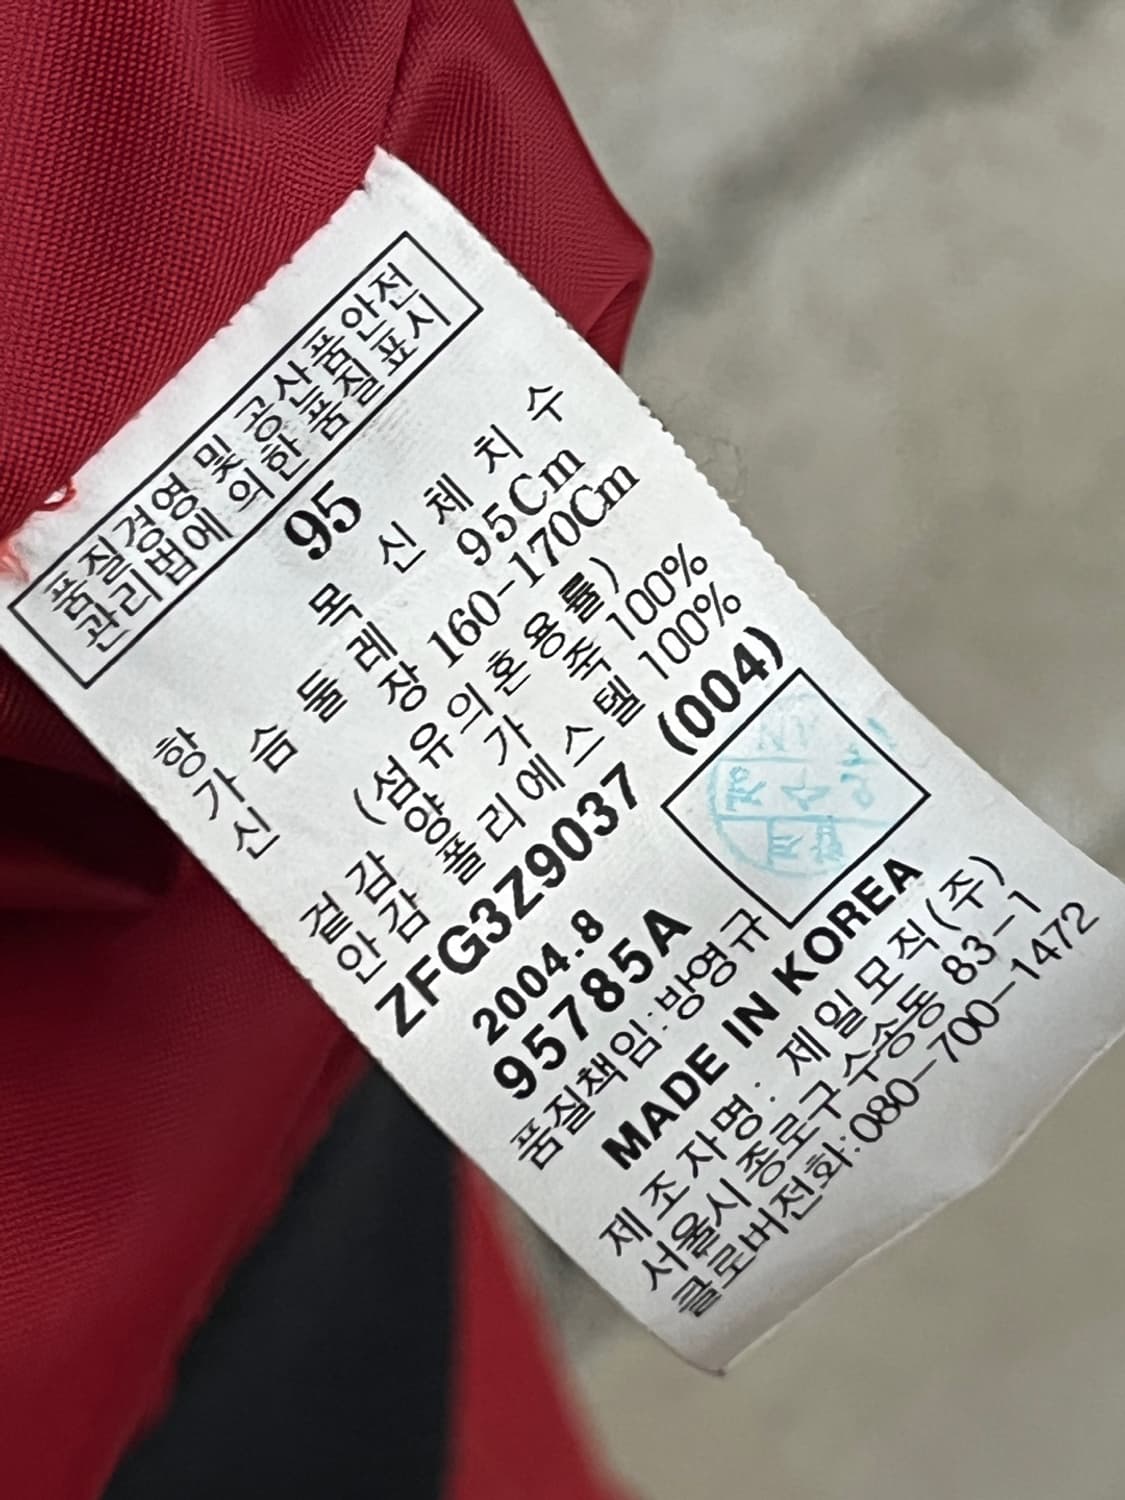 품질경영 및 공산품안전
관리법에 의한 품질표시
95
항 목 신 체 치 수
가 슴 둘 레 95Cm
신 장 160-170Cm
(섬유의혼용률)
겉감 양 가 죽 100%
안감 폴리에스텔 100%
ZFG3Z9037 (004)
2004.8
95785A
품질책임:방영규
MADE IN KOREA
제조자명: 제일모직(주)
서울시종로구수송동 83-1
클로버전화:080-700-1472